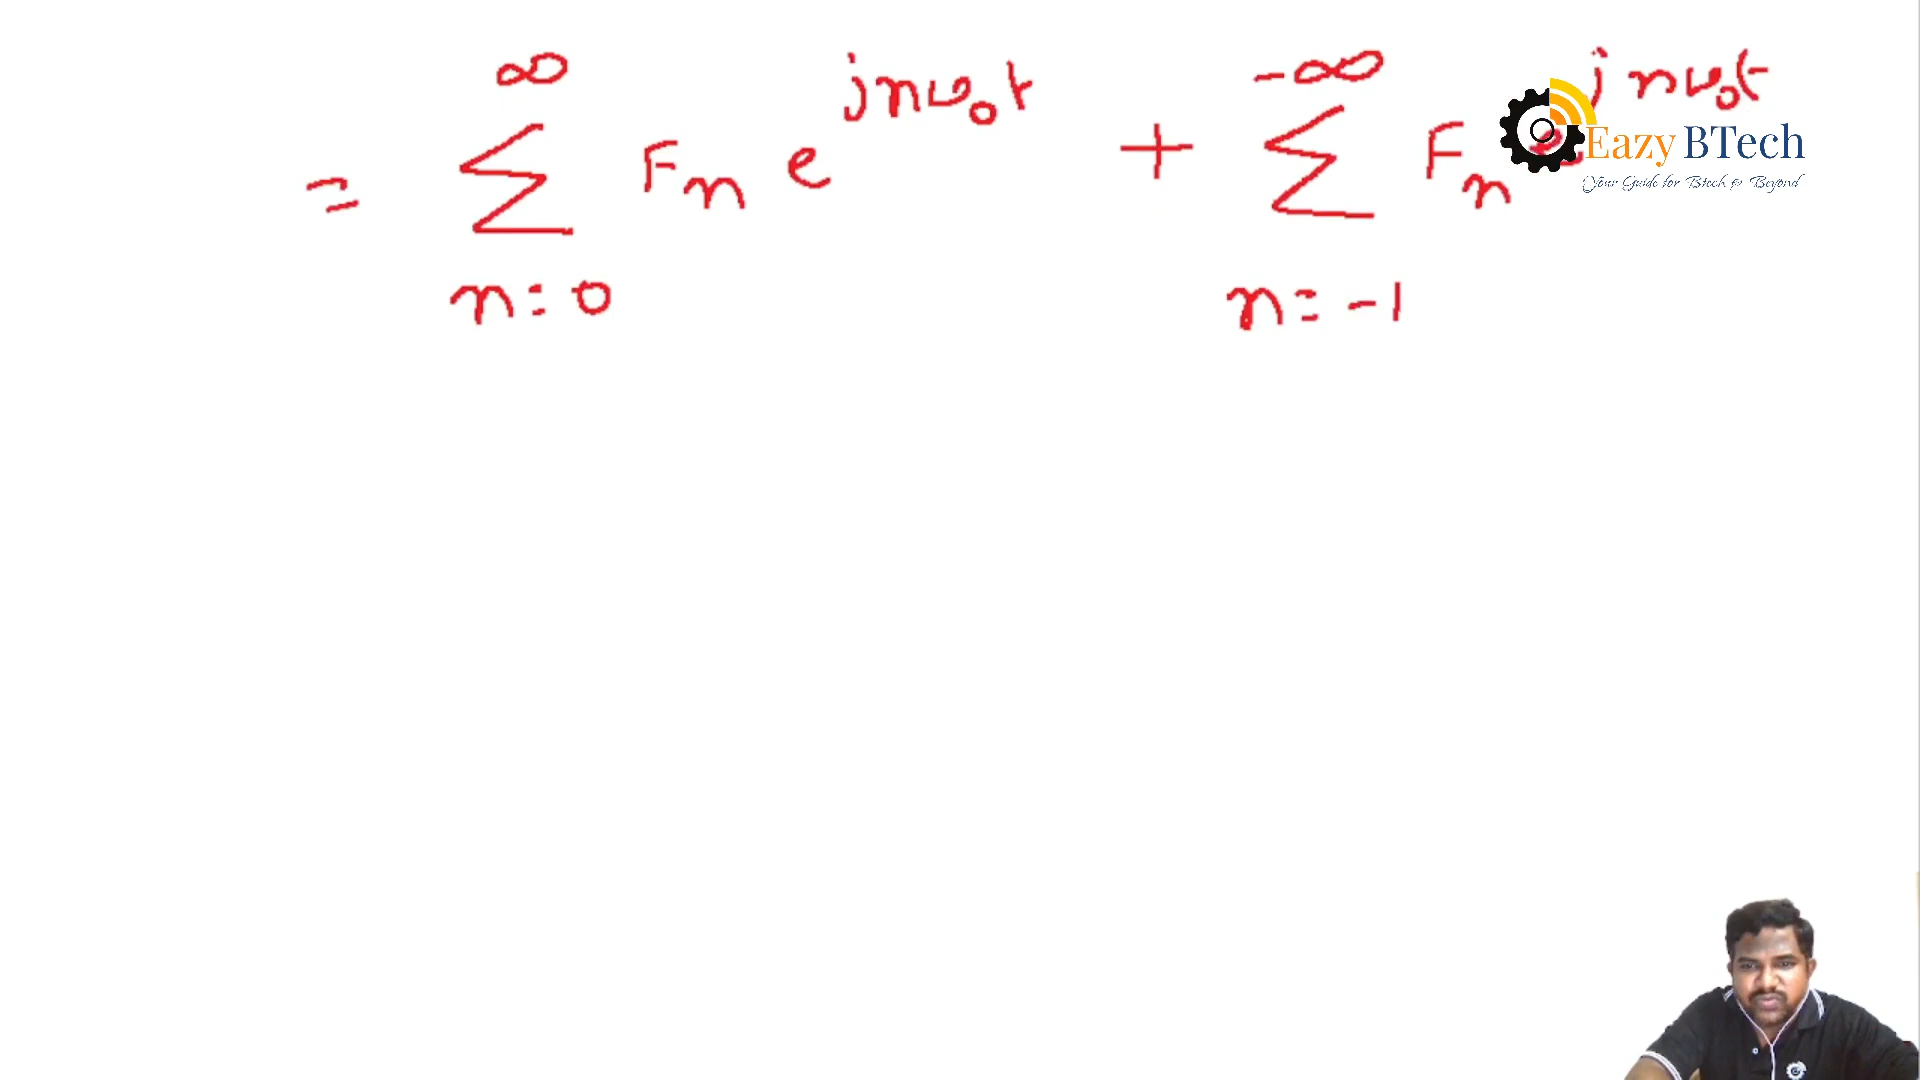 ∞ jnω₀t -∞ jnω₀t
= Σ Fₙ e + Σ Fₙ e
n = 0 n = -1
Eazy BTech
Your Guide for Btech & Beyond